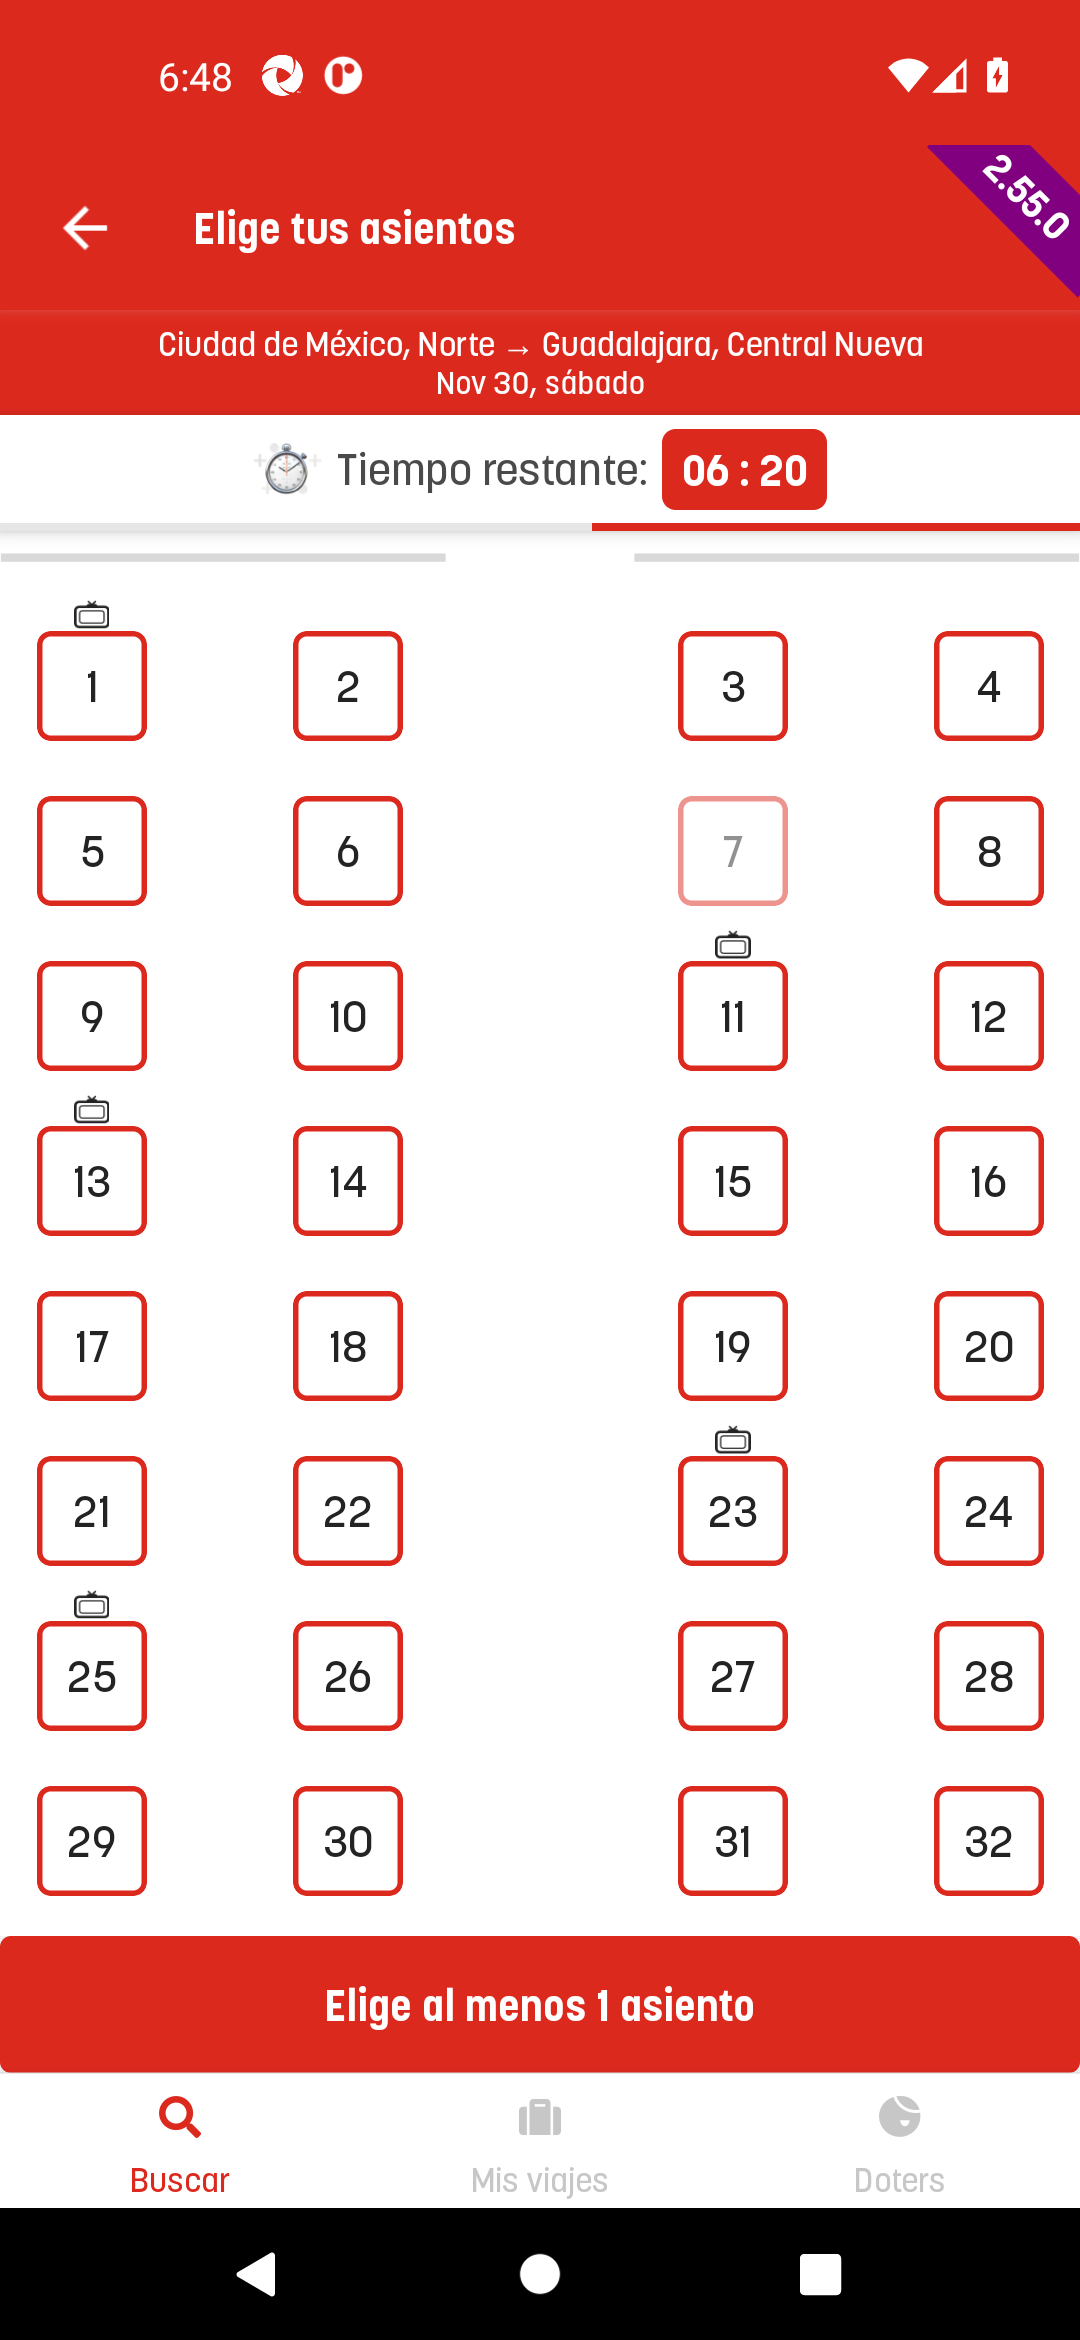 6:48
2.55.0
Elige tus asientos
Ciudad de México, Norte → Guadalajara, Central Nueva
Nov 30, sábado
Tiempo restante: 06 : 20
1 2 3 4
5 6 7 8
9 10 11 12
13 14 15 16
17 18 19 20
21 22 23 24
25 26 27 28
29 30 31 32
Elige al menos 1 asiento
Buscar Mis viajes Doters